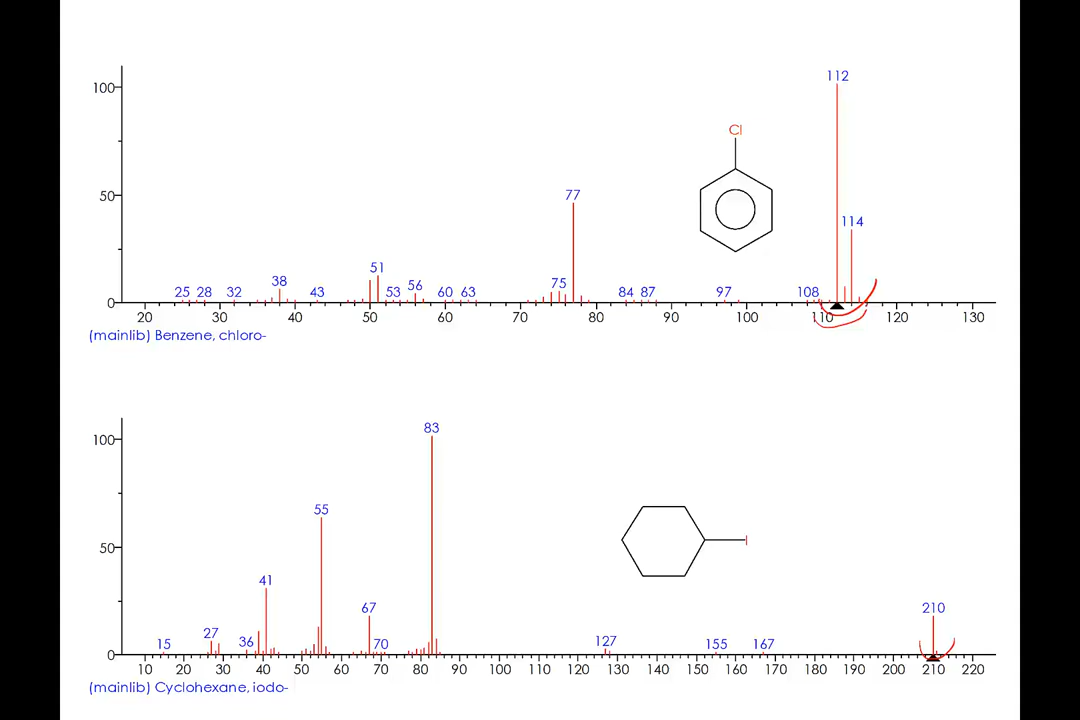 112
100
Cl
50
77
114
51
38
56
75
25 28 32 43 53 60 63 84 87 97 108
0
20 30 40 50 60 70 80 90 100 110 120 130
(mainlib) Benzene, chloro-
83
100
55
50
41
67
210
27
36
15 70 127 155 167
0
10 20 30 40 50 60 70 80 90 100 110 120 130 140 150 160 170 180 190 200 210 220
I
(mainlib) Cyclohexane, iodo-